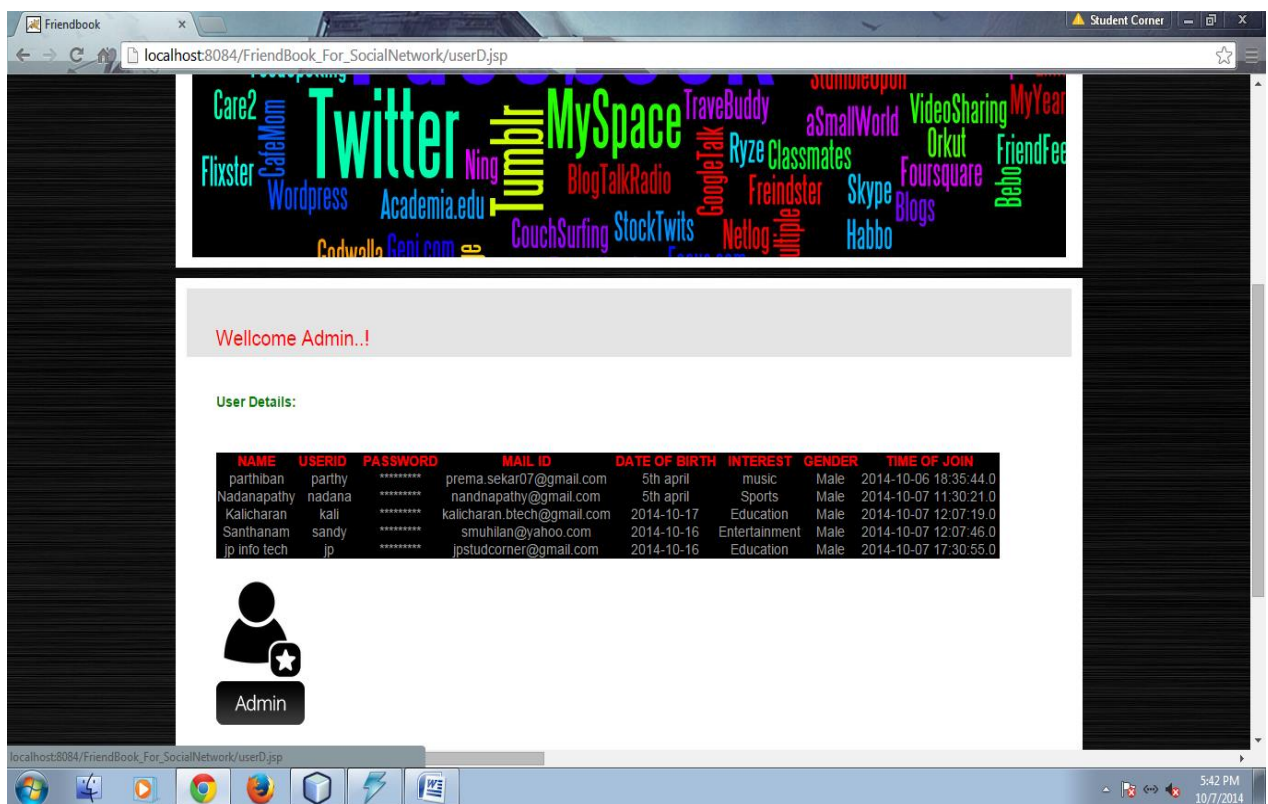 Friendbook
Student Corner
localhost:8084/FriendBook_For_SocialNetwork/userD.jsp
Care2 CafeMom Twitter Tumblr MySpace TraveBuddy aSmallWorld VideoSharing MyYear
Flixster Ning BlogTalkRadio GoogleTalk Ryze Classmates Orkut FriendFee
Wordpress Academia.edu Freindster Skype Foursquare Bebo
CouchSurfing StockTwits Netlog Habbo Blogs
Codwalla Geni.com
Wellcome Admin..!
User Details:
NAME USERID PASSWORD MAIL ID DATE OF BIRTH INTEREST GENDER TIME OF JOIN
parthiban parthy ********* prema.sekar07@gmail.com 5th april music Male 2014-10-06 18:35:44.0
Nadanapathy nadana ********* nandnapathy@gmail.com 5th april Sports Male 2014-10-07 11:30:21.0
Kalicharan kali ********* kalicharan.btech@gmail.com 2014-10-17 Education Male 2014-10-07 12:07:19.0
Santhanam sandy ********* smuhilan@yahoo.com 2014-10-16 Entertainment Male 2014-10-07 12:07:46.0
jp info tech jp ********* jpstudcorner@gmail.com 2014-10-16 Education Male 2014-10-07 17:30:55.0
Admin
localhost:8084/FriendBook_For_SocialNetwork/userD.jsp
5:42 PM
10/7/2014